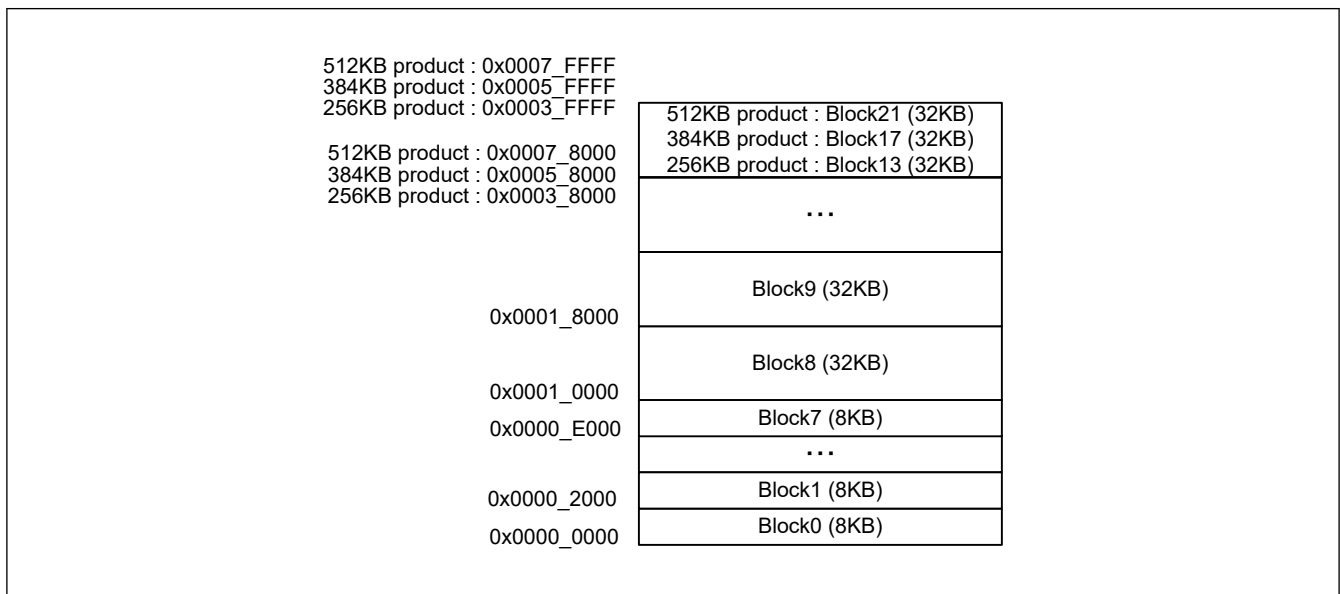 512KB product : 0x0007_FFFF
384KB product : 0x0005_FFFF
256KB product : 0x0003_FFFF
512KB product : Block21 (32KB)
384KB product : Block17 (32KB)
256KB product : Block13 (32KB)
512KB product : 0x0007_8000
384KB product : 0x0005_8000
256KB product : 0x0003_8000
...
Block9 (32KB)
0x0001_8000
Block8 (32KB)
0x0001_0000
Block7 (8KB)
0x0000_E000
...
Block1 (8KB)
0x0000_2000
Block0 (8KB)
0x0000_0000